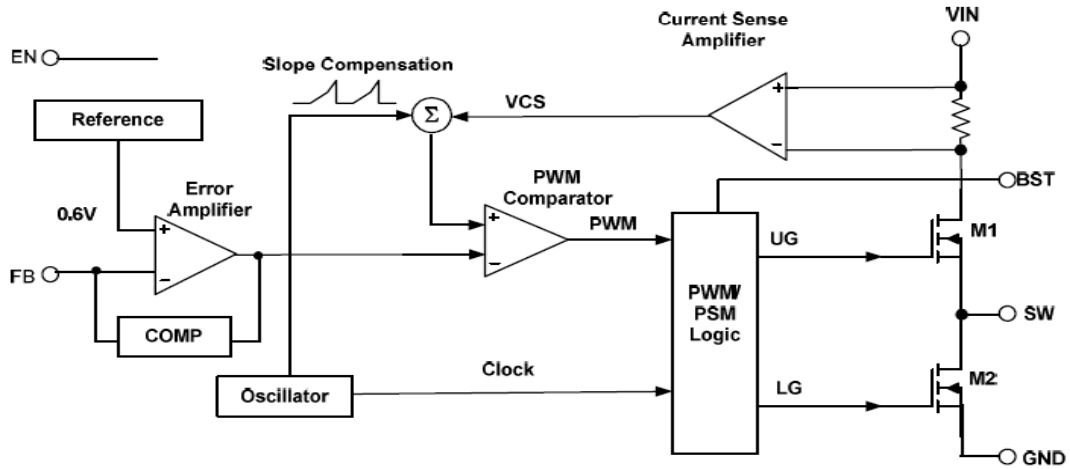 Current Sense
Amplifier
VIN
EN
Slope Compensation
Σ
VCS
+
−
Reference
BST
Error
Amplifier
PWM
Comparator
0.6V
+
−
+
−
PWM
UG
M1
FB
COMP
PWM/
PSM
Logic
SW
Oscillator
Clock
LG
M2
GND